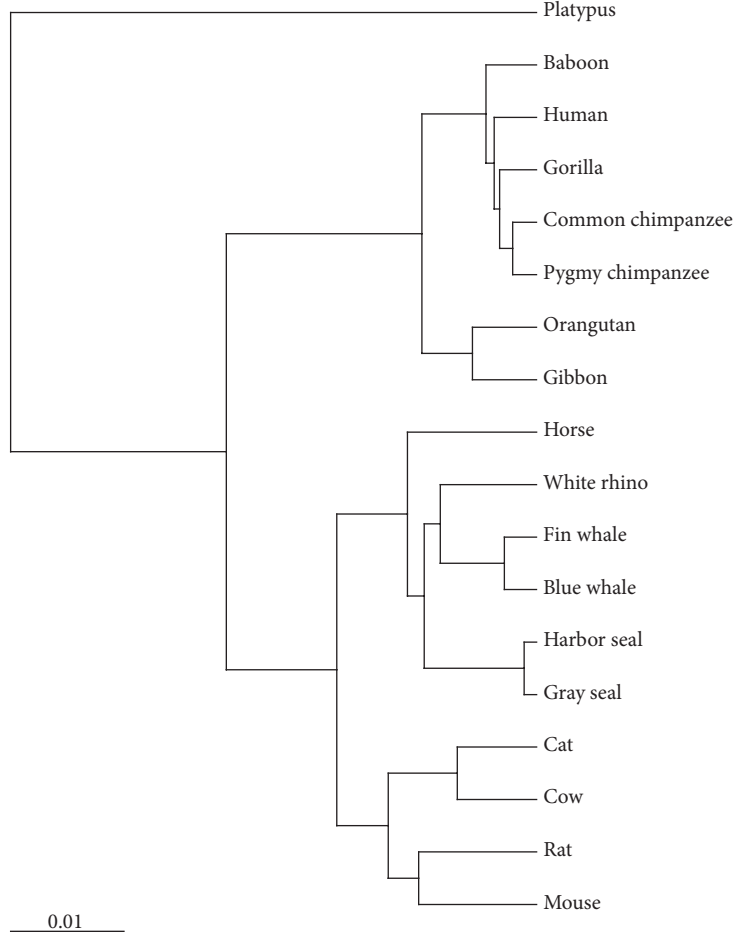 Platypus
Baboon
Human
Gorilla
Common chimpanzee
Pygmy chimpanzee
Orangutan
Gibbon
Horse
White rhino
Fin whale
Blue whale
Harbor seal
Gray seal
Cat
Cow
Rat
Mouse
0.01